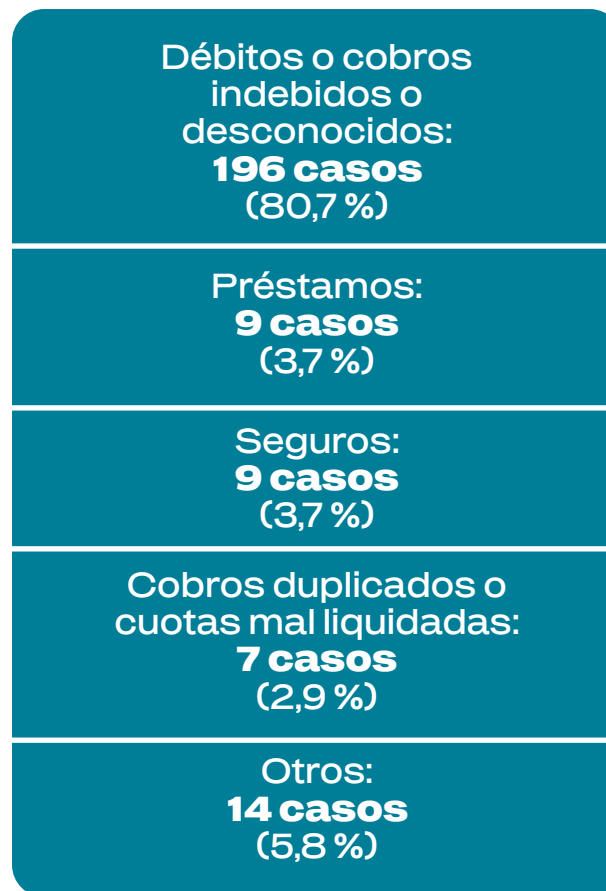 Débitos o cobros
indebidos o
desconocidos:
196 casos
(80,7 %)
Préstamos:
9 casos
(3,7 %)
Seguros:
9 casos
(3,7 %)
Cobros duplicados o
cuotas mal liquidadas:
7 casos
(2,9 %)
Otros:
14 casos
(5,8 %)